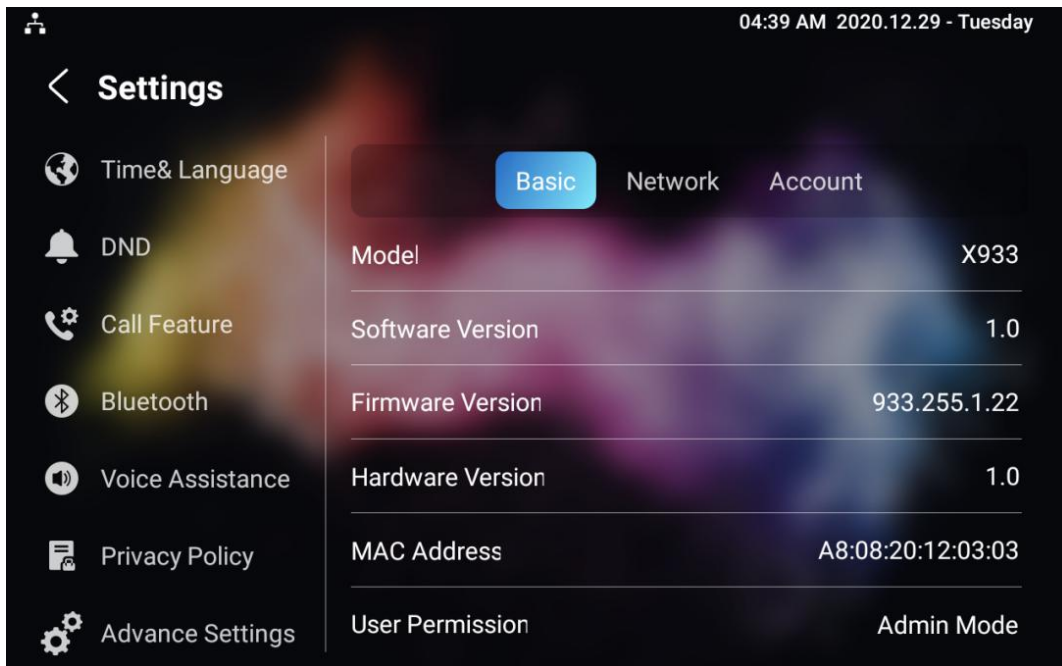 04:39 AM 2020.12.29 - Tuesday
Settings
Time& Language
DND
Call Feature
Bluetooth
Voice Assistance
Privacy Policy
Advance Settings
Basic Network Account
Model X933
Software Version 1.0
Firmware Version 933.255.1.22
Hardware Version 1.0
MAC Address A8:08:20:12:03:03
User Permission Admin Mode